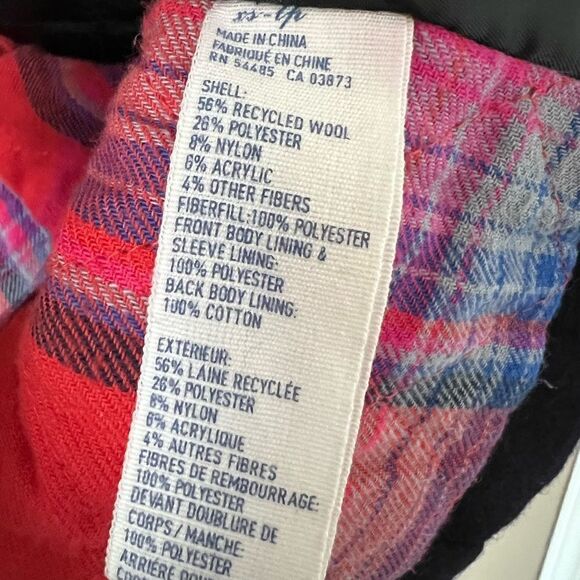 xs-tp
MADE IN CHINA
FABRIQUÉ EN CHINE
RN 54485 CA 03873
SHELL:
56% RECYCLED WOOL
26% POLYESTER
8% NYLON
6% ACRYLIC
4% OTHER FIBERS
FIBERFILL:100% POLYESTER
FRONT BODY LINING &
SLEEVE LINING:
100% POLYESTER
BACK BODY LINING:
100% COTTON
EXTÉRIEUR:
56% LAINE RECYCLÉE
26% POLYESTER
8% NYLON
6% ACRYLIQUE
4% AUTRES FIBRES
FIBRES DE REMBOURRAGE:
100% POLYESTER
DEVANT DOUBLURE DE
CORPS / MANCHE:
100% POLYESTER
ARRIÈRE DOUB